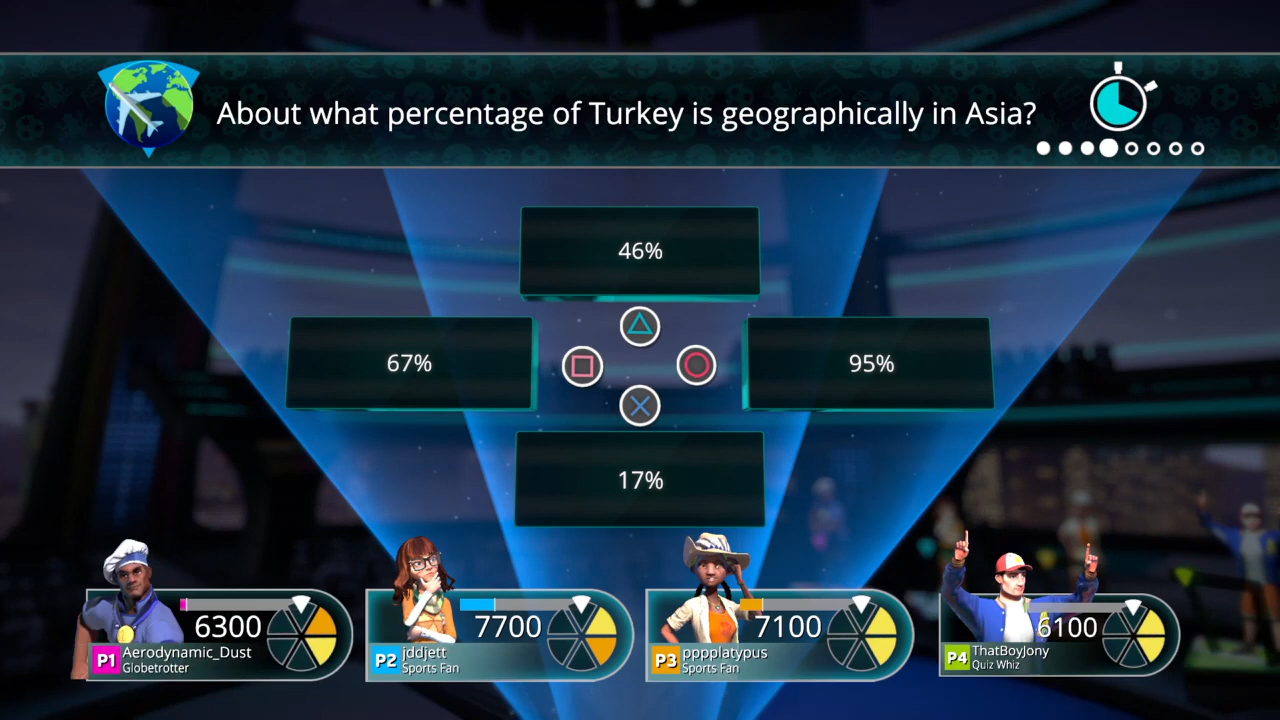 About what percentage of Turkey is geographically in Asia?
46%
67%
95%
17%
6300
P1 Aerodynamic_Dust
Globetrotter
7700
P2 jddjett
Sports Fan
7100
P3 pppplatypus
Sports Fan
6100
P4 ThatBoyJony
Quiz Whiz